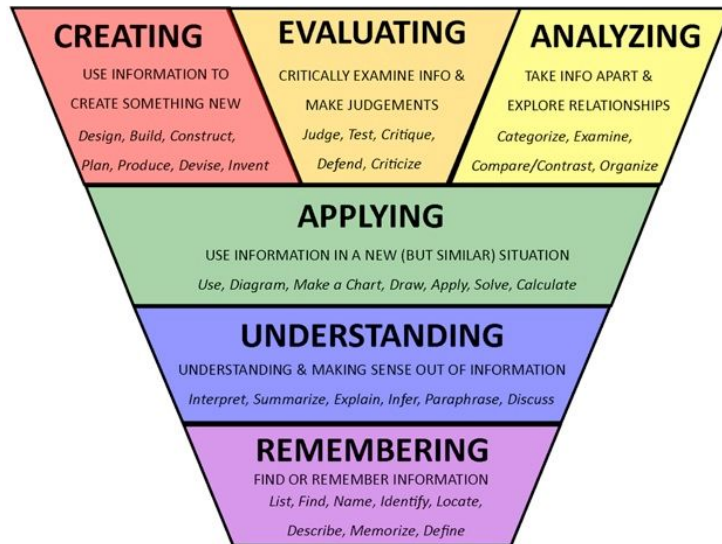 CREATING
USE INFORMATION TO
CREATE SOMETHING NEW
Design, Build, Construct,
Plan, Produce, Devise, Invent
EVALUATING
CRITICALLY EXAMINE INFO &
MAKE JUDGEMENTS
Judge, Test, Critique,
Defend, Criticize
ANALYZING
TAKE INFO APART &
EXPLORE RELATIONSHIPS
Categorize, Examine,
Compare/Contrast, Organize
APPLYING
USE INFORMATION IN A NEW (BUT SIMILAR) SITUATION
Use, Diagram, Make a Chart, Draw, Apply, Solve, Calculate
UNDERSTANDING
UNDERSTANDING & MAKING SENSE OUT OF INFORMATION
Interpret, Summarize, Explain, Infer, Paraphrase, Discuss
REMEMBERING
FIND OR REMEMBER INFORMATION
List, Find, Name, Identify, Locate,
Describe, Memorize, Define